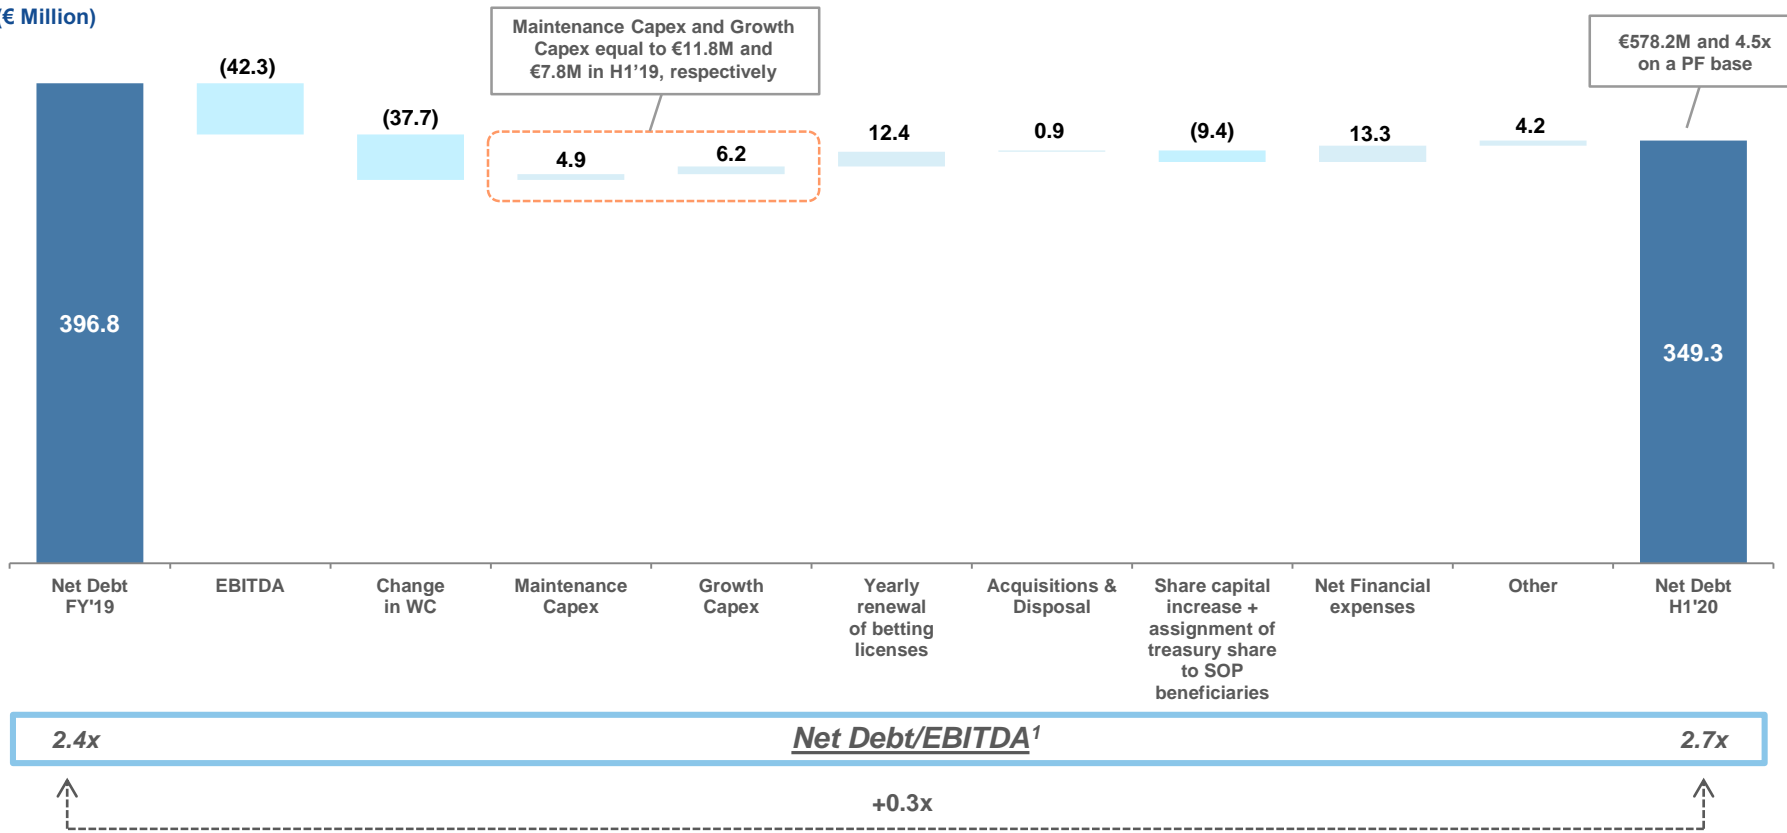 (€ Million)
Maintenance Capex and Growth
Capex equal to €11.8M and
€7.8M in H1’19, respectively
€578.2M and 4.5x
on a PF base
(42.3)
(37.7)
4.9
6.2
12.4
0.9
(9.4)
13.3
4.2
396.8
349.3
Net Debt
FY'19
EBITDA
Change
in WC
Maintenance
Capex
Growth
Capex
Yearly
renewal
of betting
licenses
Acquisitions &
Disposal
Share capital
increase +
assignment of
treasury share
to SOP
beneficiaries
Net Financial
expenses
Other
Net Debt
H1'20
2.4x
Net Debt/EBITDA¹
2.7x
+0.3x